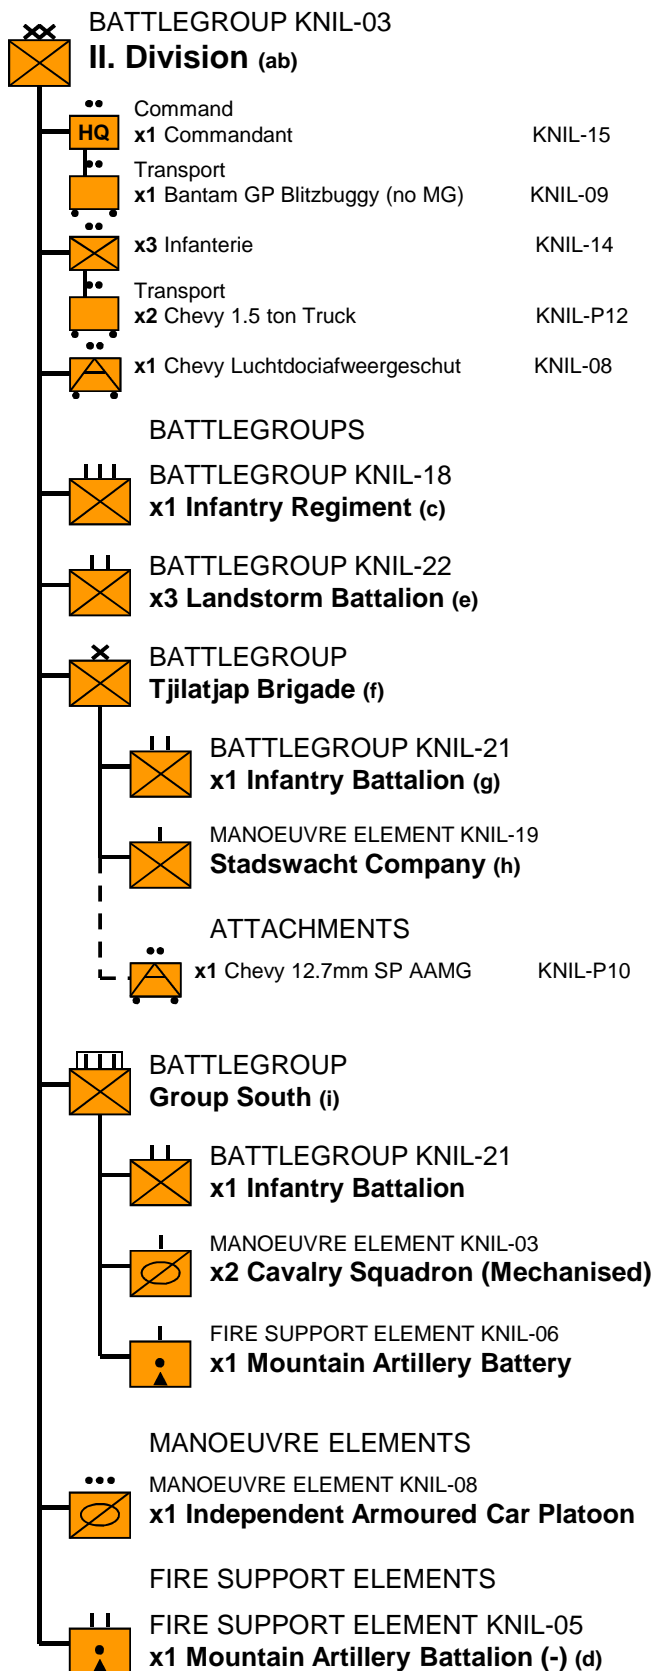 BATTLEGROUP KNIL-03
II. Division (ab)
Command
HQ x1 Commandant KNIL-15
Transport
x1 Bantam GP Blitzbuggy (no MG) KNIL-09
x3 Infanterie KNIL-14
Transport
x2 Chevy 1.5 ton Truck KNIL-P12
x1 Chevy Luchtdociafweergeschut KNIL-08
BATTLEGROUPS
BATTLEGROUP KNIL-18
x1 Infantry Regiment (c)
BATTLEGROUP KNIL-22
x3 Landstorm Battalion (e)
BATTLEGROUP
Tjilatjap Brigade (f)
BATTLEGROUP KNIL-21
x1 Infantry Battalion (g)
MANOEUVRE ELEMENT KNIL-19
Stadswacht Company (h)
ATTACHMENTS
x1 Chevy 12.7mm SP AAMG KNIL-P10
BATTLEGROUP
Group South (i)
BATTLEGROUP KNIL-21
x1 Infantry Battalion
MANOEUVRE ELEMENT KNIL-03
x2 Cavalry Squadron (Mechanised)
FIRE SUPPORT ELEMENT KNIL-06
x1 Mountain Artillery Battery
MANOEUVRE ELEMENTS
MANOEUVRE ELEMENT KNIL-08
x1 Independent Armoured Car Platoon
FIRE SUPPORT ELEMENTS
FIRE SUPPORT ELEMENT KNIL-05
x1 Mountain Artillery Battalion (-) (d)